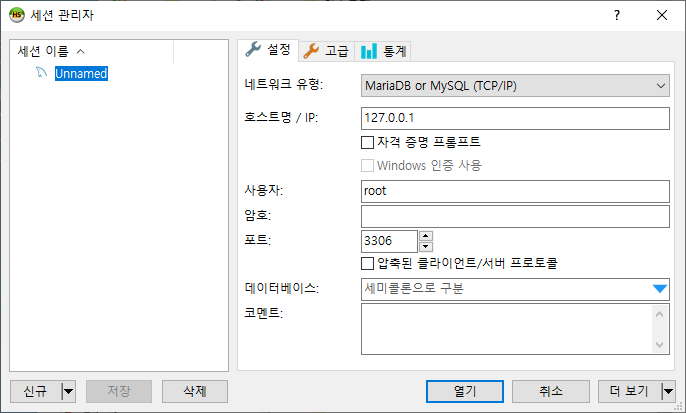 HS 세션 관리자
세션 이름
Unnamed
설정 고급 통계
네트워크 유형: MariaDB or MySQL (TCP/IP)
호스트명 / IP: 127.0.0.1
자격 증명 프롬프트
Windows 인증 사용
사용자: root
암호:
포트: 3306
압축된 클라이언트/서버 프로토콜
데이터베이스: 세미콜론으로 구분
코멘트:
신규 저장 삭제 열기 취소 더 보기